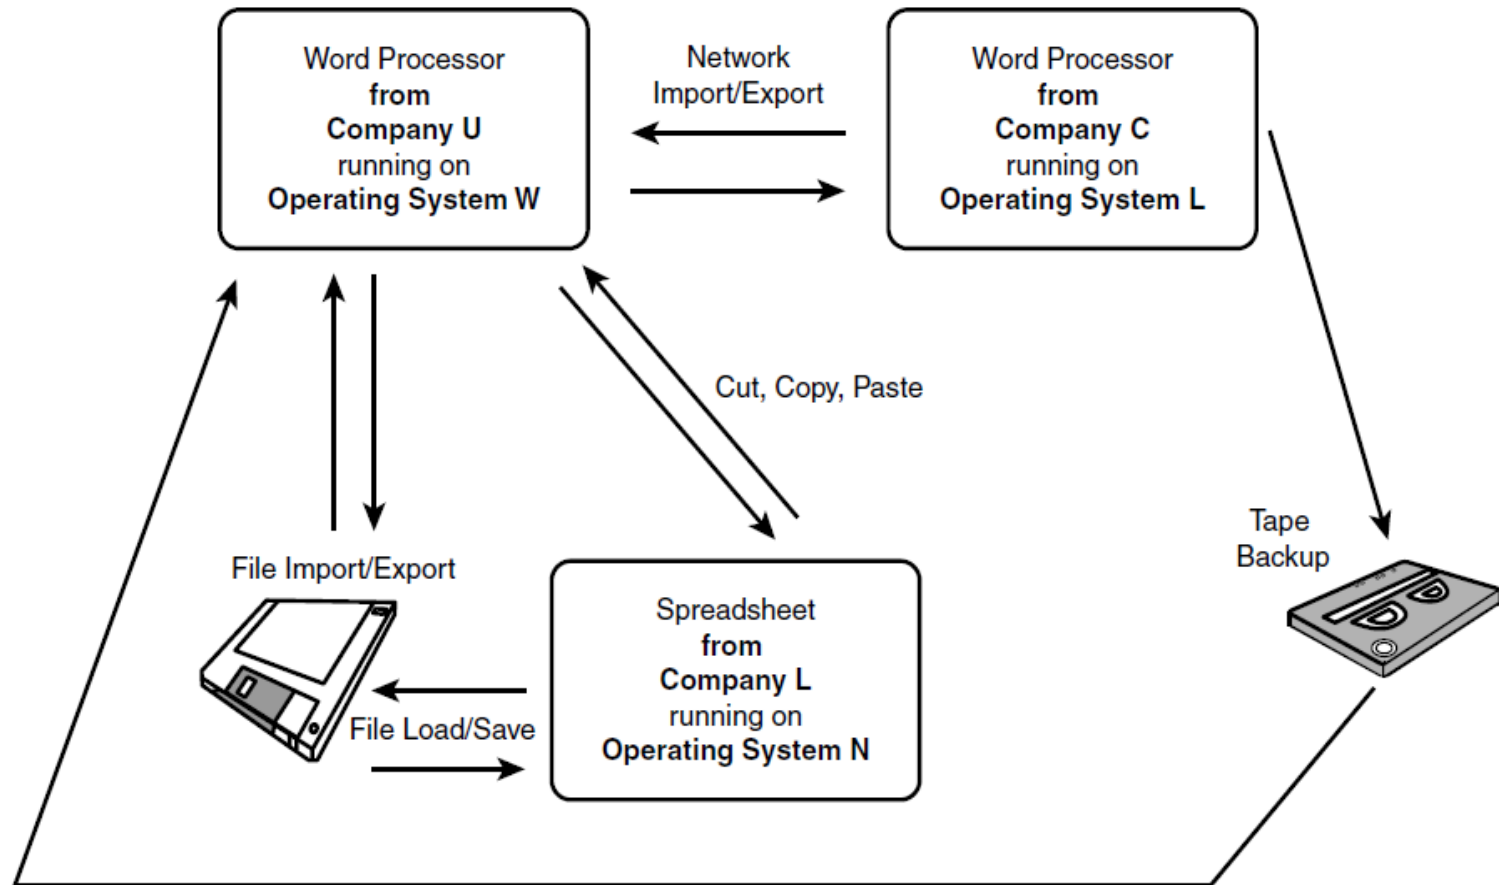 Word Processor
from
Company U
running on
Operating System W
Network
Import/Export
Word Processor
from
Company C
running on
Operating System L
Cut, Copy, Paste
File Import/Export
Tape
Backup
Spreadsheet
from
Company L
running on
Operating System N
File Load/Save